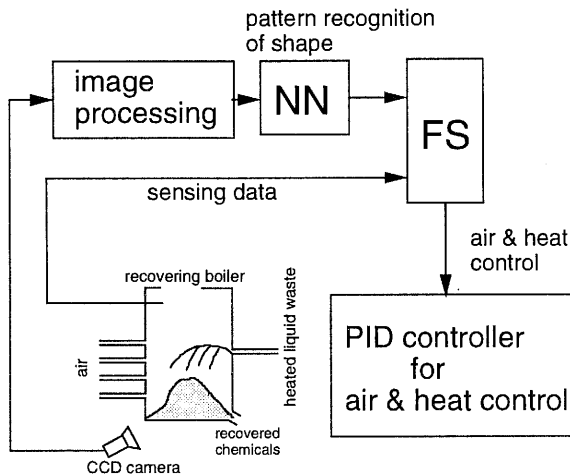 pattern recognition
of shape
image
processing
NN
FS
sensing data
air & heat
control
recovering boiler
air
heated liquid waste
PID controller
for
air & heat control
recovered
chemicals
CCD camera